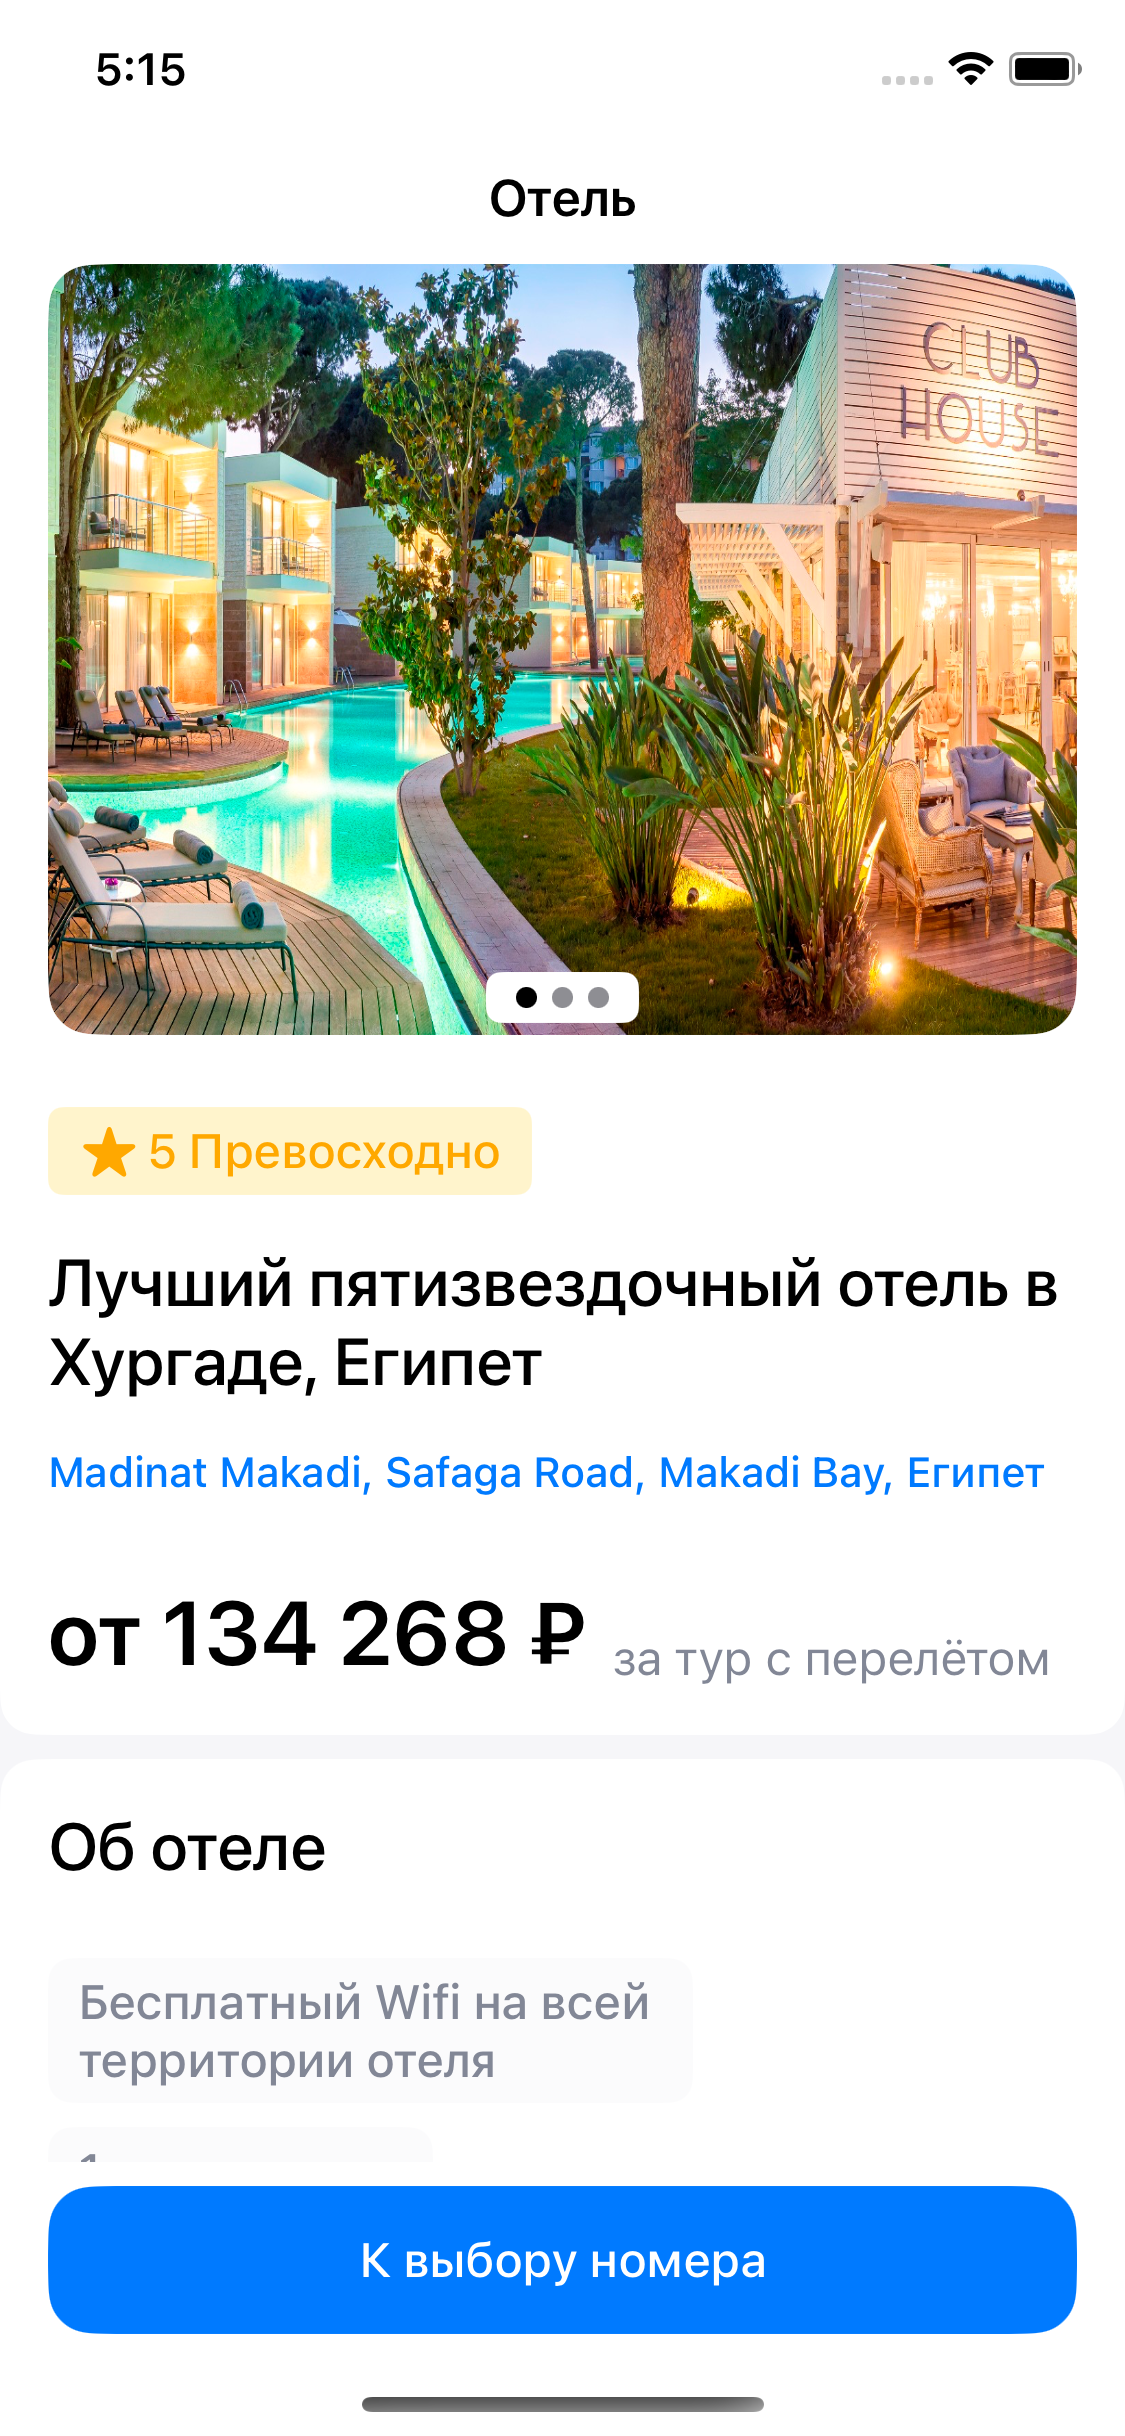 5:15
Отель
CLUB
HOUSE
5 Превосходно
Лучший пятизвездочный отель в
Хургаде, Египет
Madinat Makadi, Safaga Road, Makadi Bay, Египет
от 134 268 ₽ за тур с перелётом
Об отеле
Бесплатный Wifi на всей
территории отеля
К выбору номера